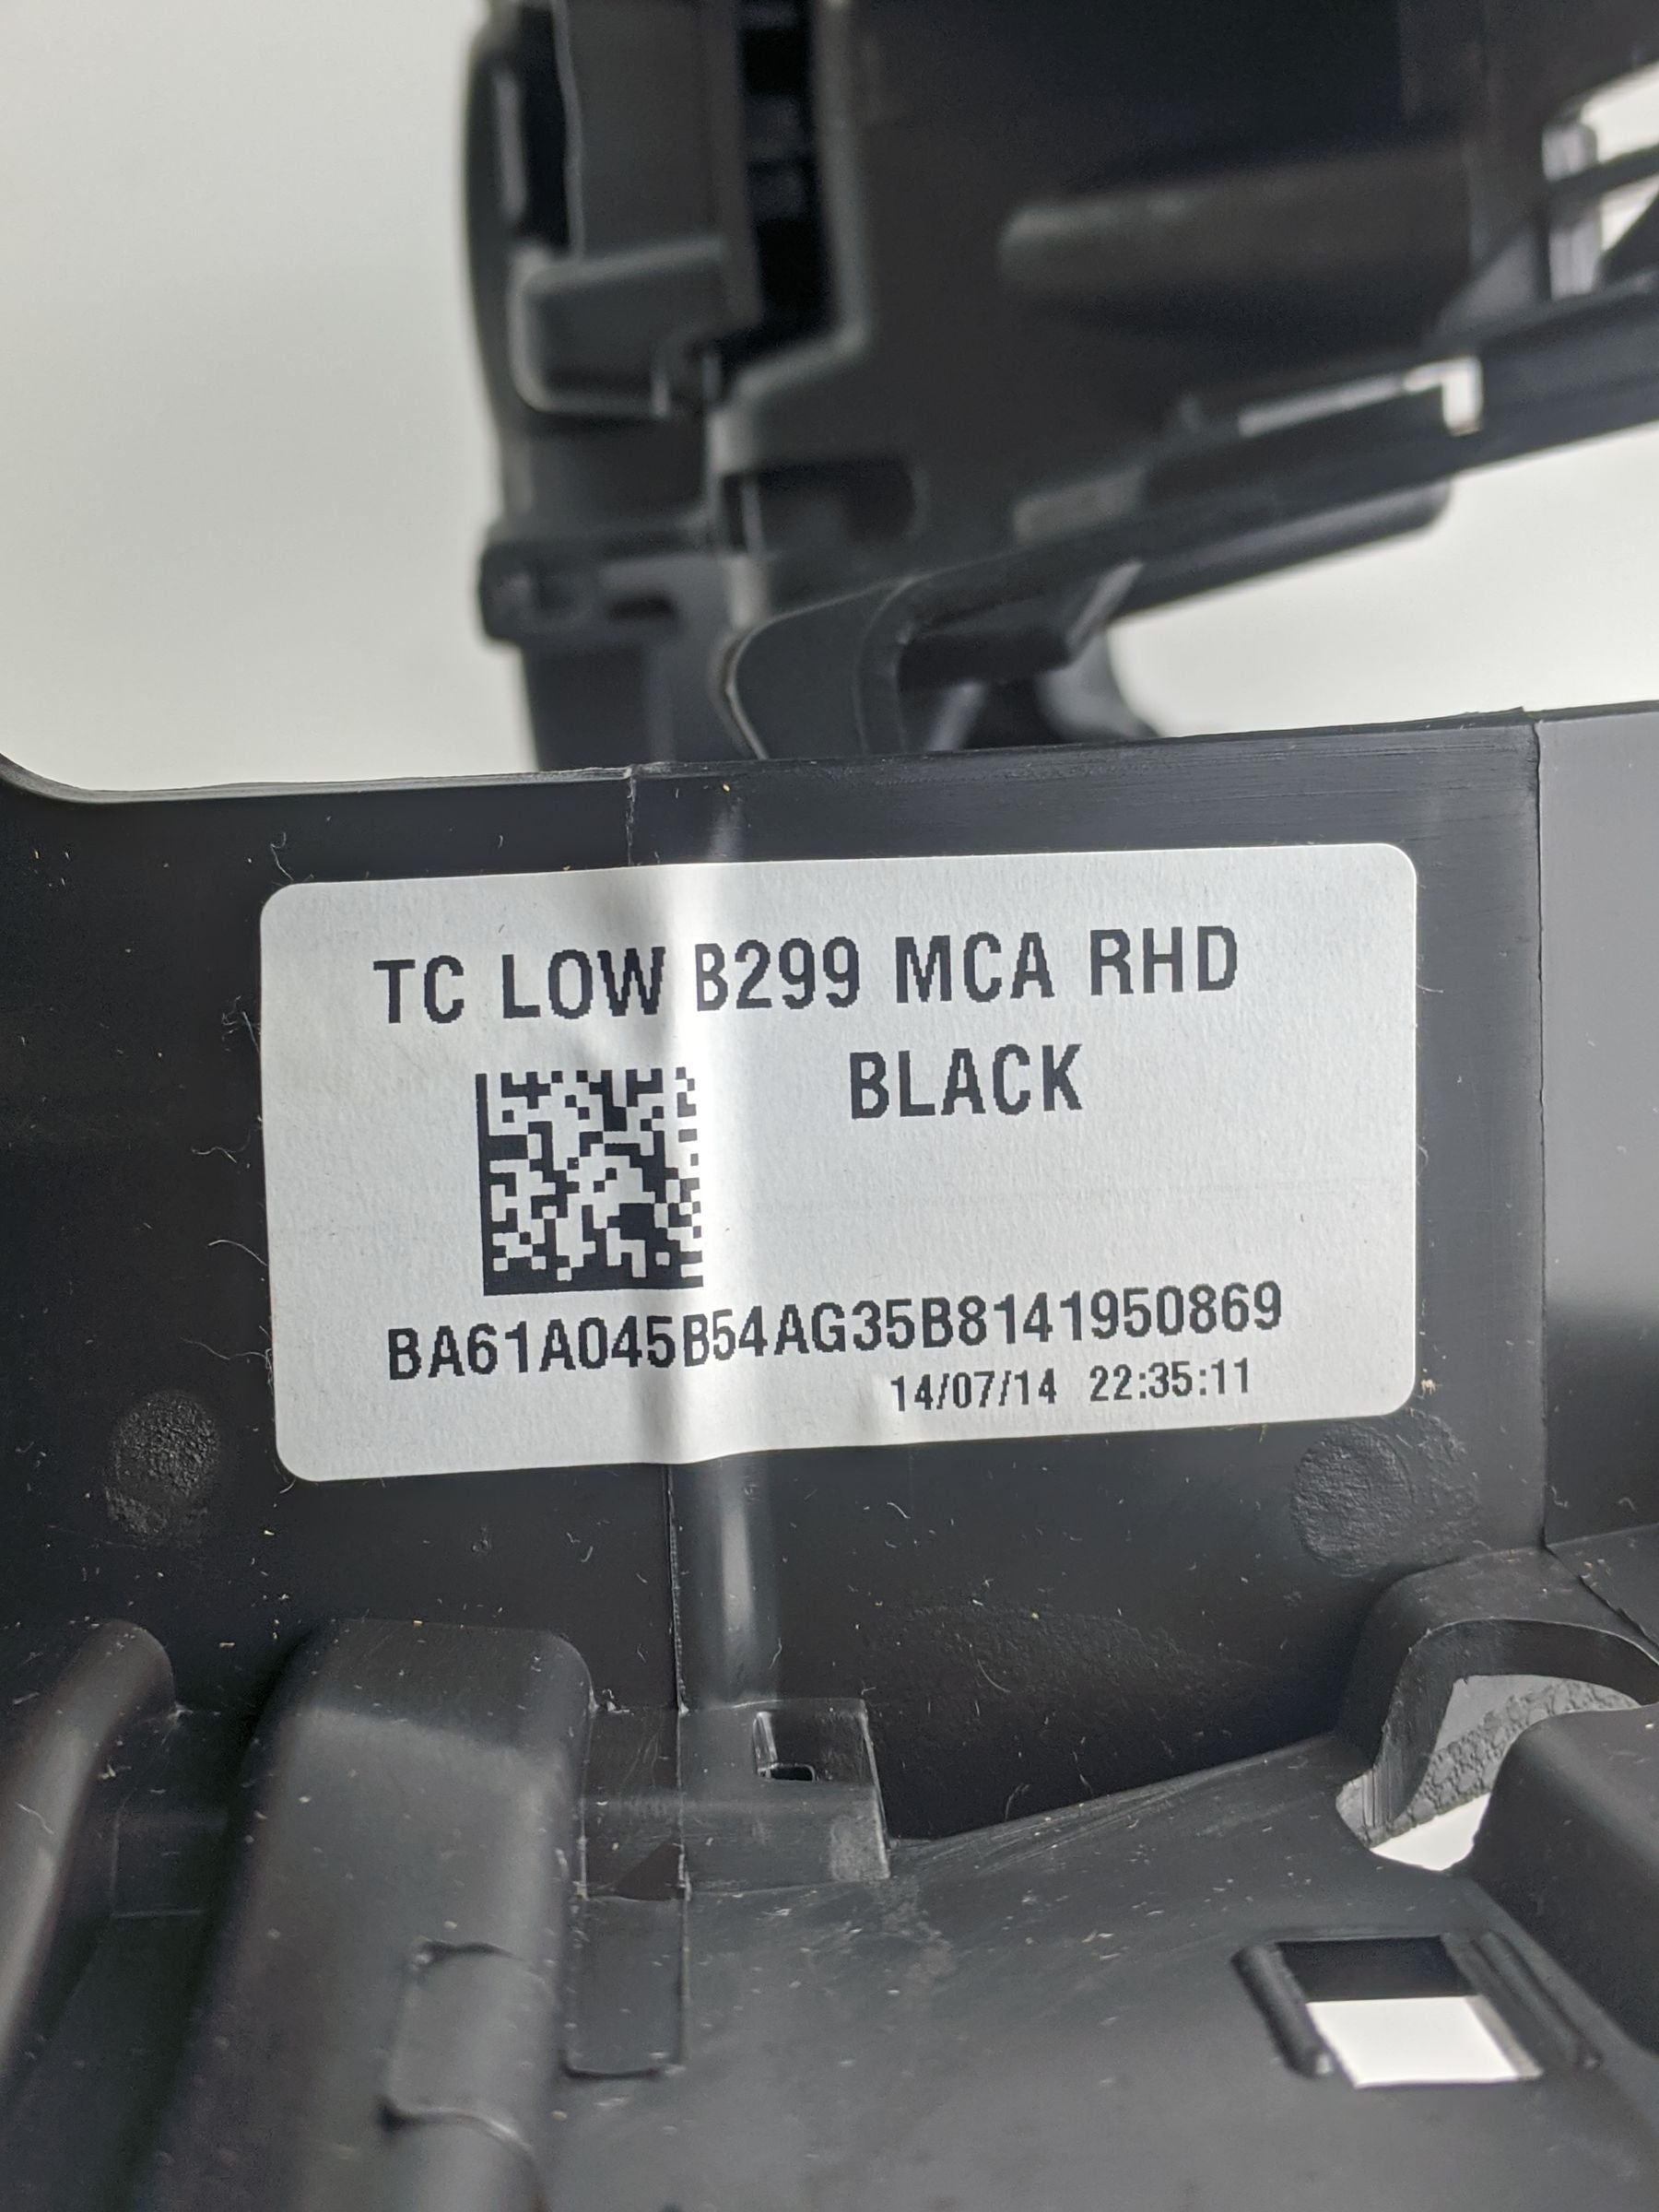 TC LOW B299 MCA RHD
BLACK
BA61A045B54AG35B8141950869
14/07/14 22:35:11